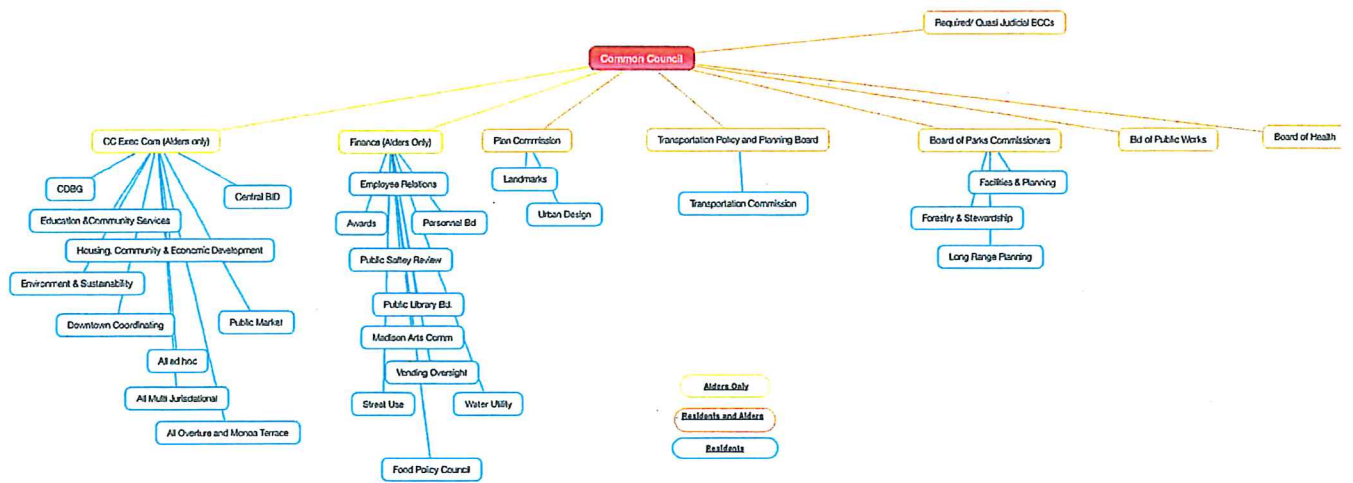 Required/ Quasi Judicial BCCs
Common Council
CC Exec Com (Alders only)
Finance (Alders Only)
Plan Commission
Transportation Policy and Planning Board
Board of Parks Commissioners
Bd of Public Works
Board of Health
CDBG
Central BID
Employee Relations
Landmarks
Facilities & Planning
Education &Community Services
Awards
Personnel Bd
Urban Design
Transportation Commission
Forestry & Stewardship
Housing, Community & Economic Development
Public Saftey Review
Long Range Planning
Environment & Sustainability
Public Library Bd.
Downtown Coordinating
Public Market
Madison Arts Comm
All ad hoc
Vending Oversight
All Multi Jurisdational
Street Use
Water Utility
All Overture and Monoa Terrace
Food Policy Council
Alders Only
Residents and Alders
Residents